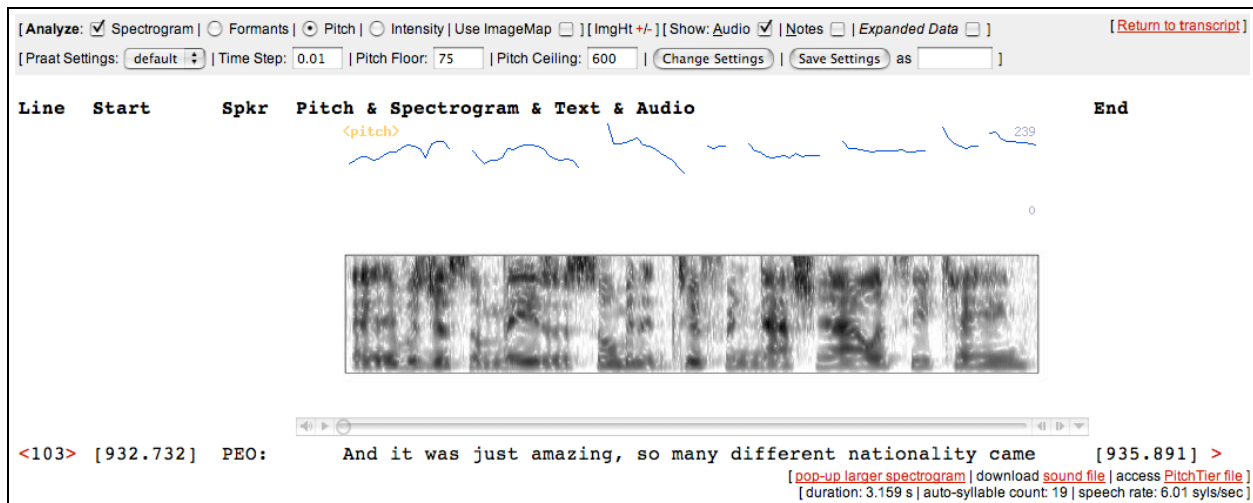 [Analyze: Spectrogram | Formants | Pitch | Intensity | Use ImageMap ] [ ImgHt +/- ] [ Show: Audio | Notes | Expanded Data ] [ Return to transcript ]
[ Praat Settings: default | Time Step: 0.01 | Pitch Floor: 75 | Pitch Ceiling: 600 | Change Settings | Save Settings as ]
Line Start Spkr Pitch & Spectrogram & Text & Audio End
<pitch> 239
0
<103> [932.732] PEO: And it was just amazing, so many different nationality came [935.891] >
[ pop-up larger spectrogram | download sound file | access PitchTier file ]
[ duration: 3.159 s | auto-syllable count: 19 | speech rate: 6.01 syls/sec ]